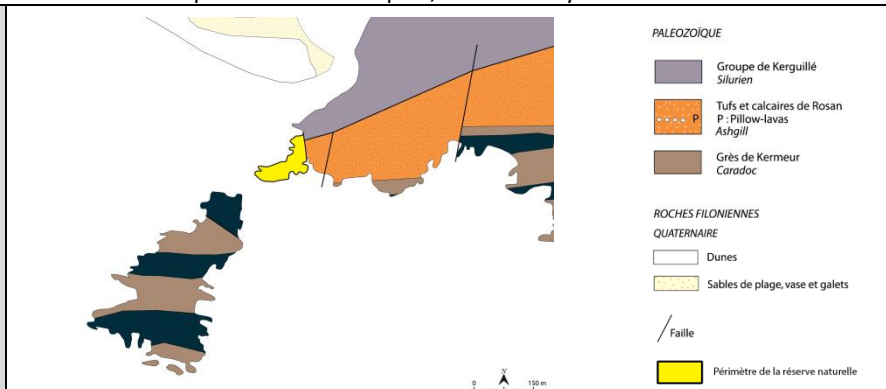 PALEOZOÏQUE
Groupe de Kerguillé
Silurien
Tufs et calcaires de Rosan
P P : Pillow-lavas
Ashgill
Grès de Kermeur
Caradoc
ROCHES FILONIENNES
QUATERNAIRE
Dunes
Sables de plage, vase et galets
Faille
Périmètre de la réserve naturelle
N
0 150 m